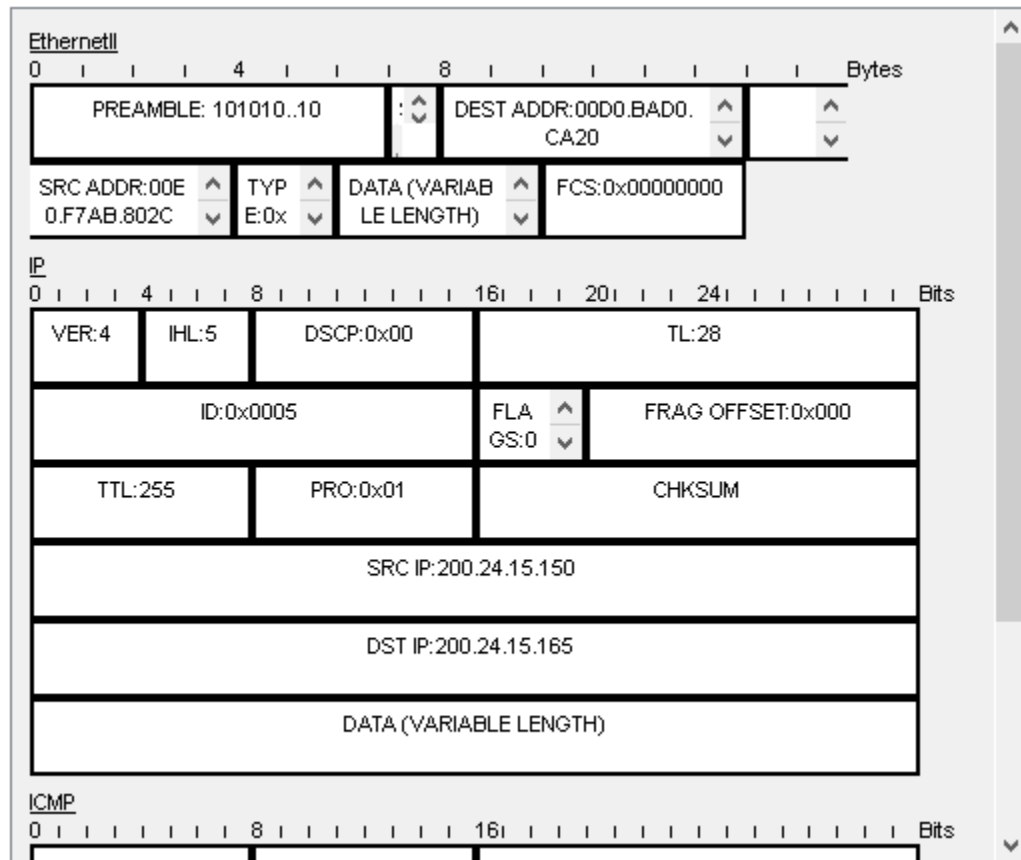 EthernetII
0 4 8 Bytes
PREAMBLE: 101010..10 DEST ADDR:00D0.BAD0.
CA20
SRC ADDR:00E TYP DATA (VARIAB FCS:0x00000000
0.F7AB.802C E:0x LE LENGTH)
IP
0 4 8 16 20 24 Bits
VER:4 IHL:5 DSCP:0x00 TL:28
ID:0x0005 FLA FRAG OFFSET:0x000
GS:0
TTL:255 PRO:0x01 CHKSUM
SRC IP:200.24.15.150
DST IP:200.24.15.165
DATA (VARIABLE LENGTH)
ICMP
0 8 16 Bits